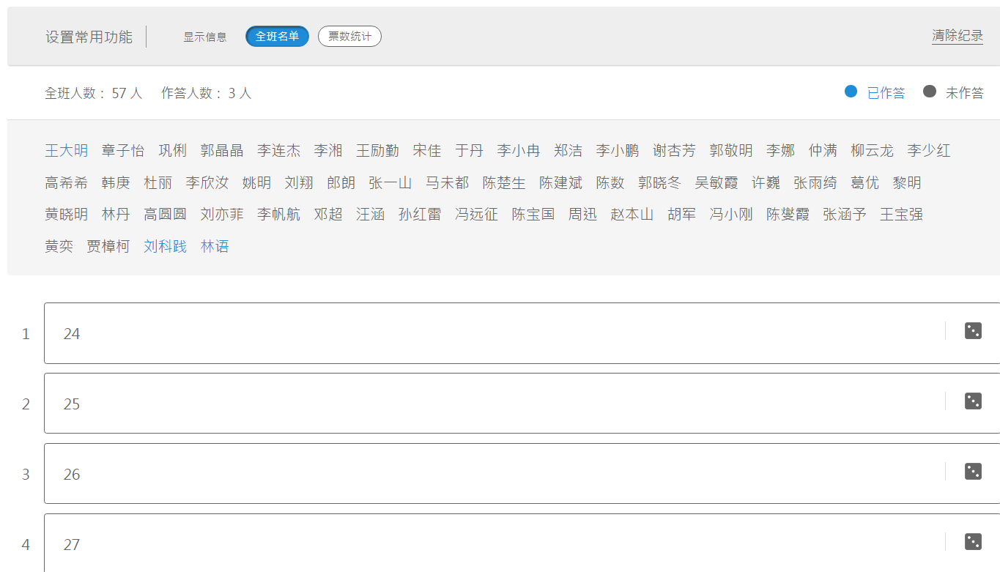 设置常用功能 显示信息 全班名单 票数统计 清除纪录
全班人数： 57 人 作答人数： 3 人 已作答 未作答
王大明 章子怡 巩俐 郭晶晶 李连杰 李湘 王励勤 宋佳 于丹 李小冉 郑洁 李小鹏 谢杏芳 郭敬明 李娜 仲满 柳云龙 李少红
高希希 韩庚 杜丽 李欣汝 姚明 刘翔 郎朗 张一山 马未都 陈楚生 陈建斌 陈数 郭晓冬 吴敏霞 许巍 张雨绮 葛优 黎明
黄晓明 林丹 高圆圆 刘亦菲 李帆航 邓超 汪涵 孙红雷 冯远征 陈宝国 周迅 赵本山 胡军 冯小刚 陈燮霞 张涵予 王宝强
黄奕 贾樟柯 刘科践 林语
1 24
2 25
3 26
4 27